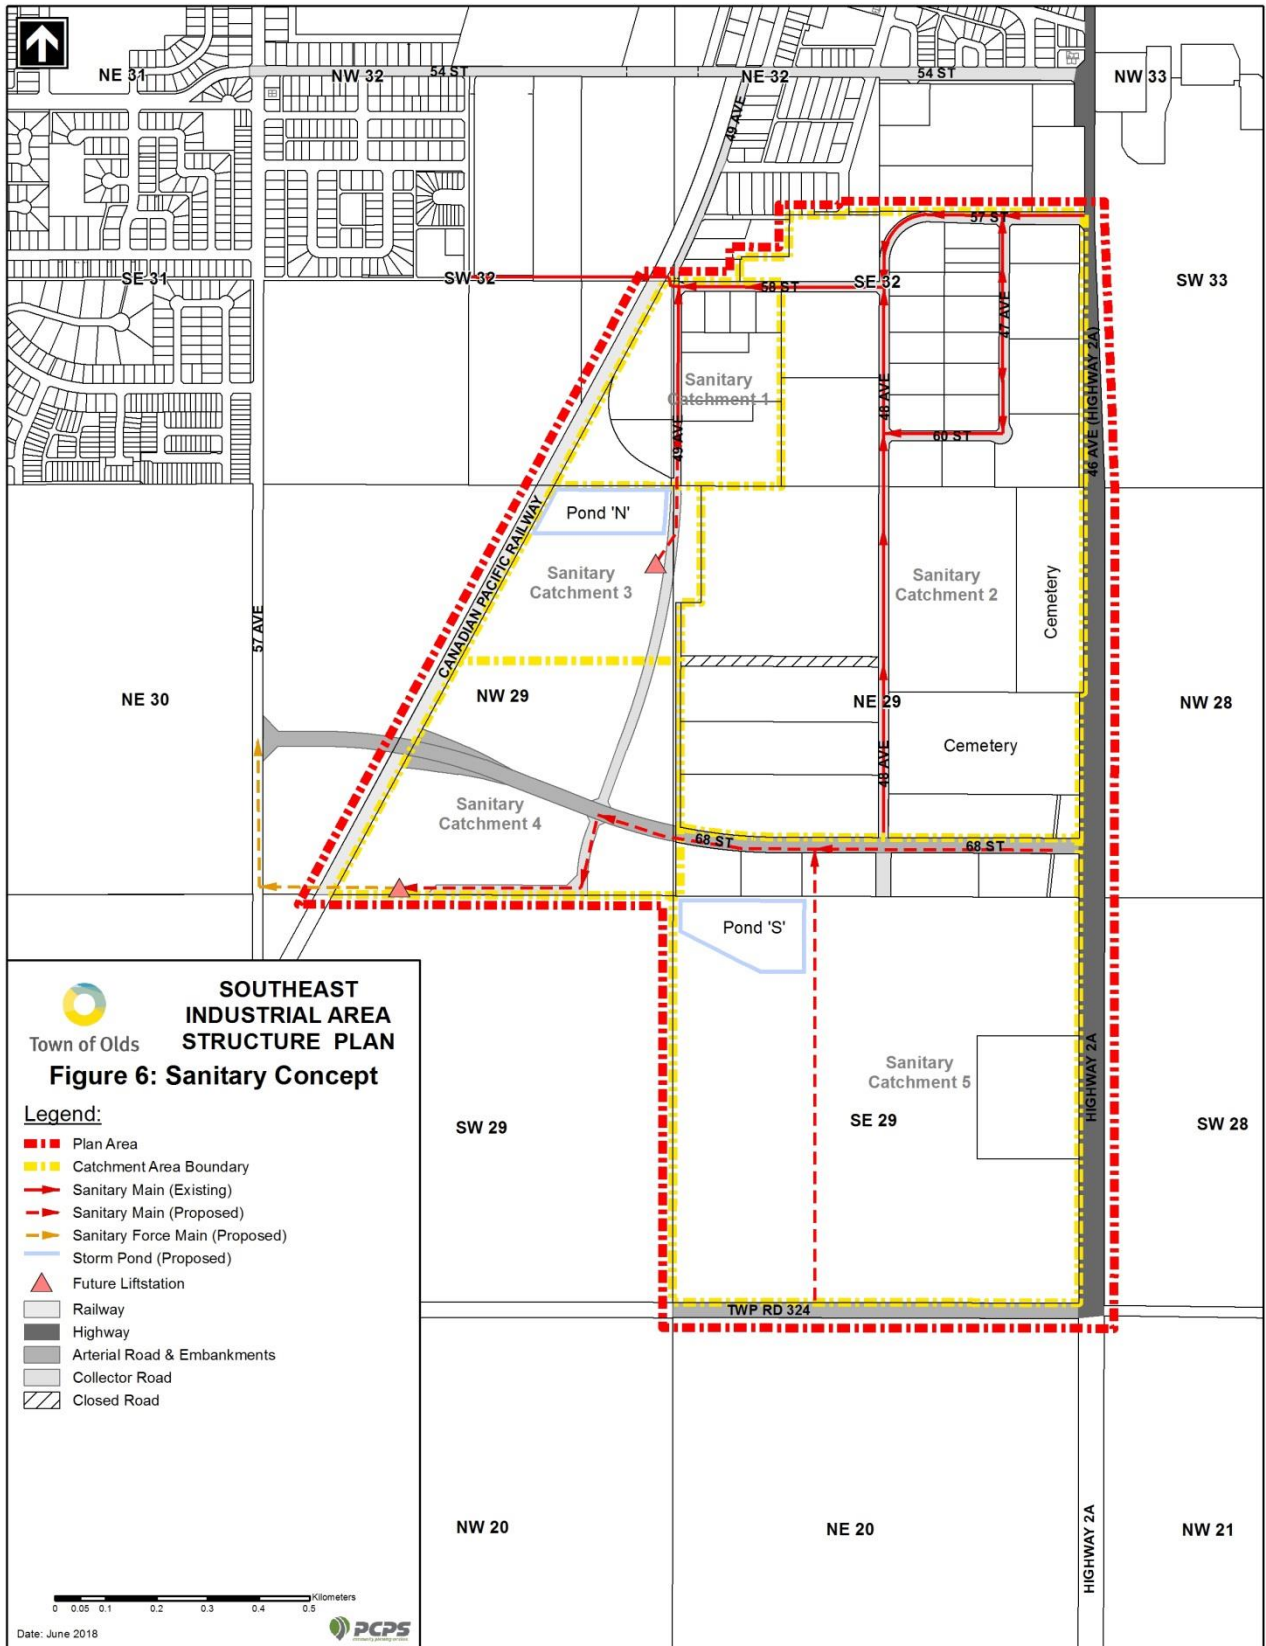 NE 31
NW 32
54 ST
NE 32
54 ST
NW 33
49 AVE
57 ST
SE 31
SW 32
58 ST
SE 32
SW 33
47 AVE
Sanitary
Catchment 1
48 AVE
46 AVE (HIGHWAY 2A)
49 AVE
60 ST
Pond 'N'
CANADIAN PACIFIC RAILWAY
Sanitary
Catchment 3
Sanitary
Catchment 2
Cemetery
57 AVE
NE 30
NW 29
NE 29
NW 28
Cemetery
48 AVE
Sanitary
Catchment 4
68 ST
68 ST
Pond 'S'
Sanitary
Catchment 5
HIGHWAY 2A
SW 29
SE 29
SW 28
TWP RD 324
NW 20
NE 20
NW 21
HIGHWAY 2A
Town of Olds
SOUTHEAST
INDUSTRIAL AREA
STRUCTURE PLAN
Figure 6: Sanitary Concept
Legend:
Plan Area
Catchment Area Boundary
Sanitary Main (Existing)
Sanitary Main (Proposed)
Sanitary Force Main (Proposed)
Storm Pond (Proposed)
Future Liftstation
Railway
Highway
Arterial Road & Embankments
Collector Road
Closed Road
Kilometers
0 0.05 0.1 0.2 0.3 0.4 0.5
Date: June 2018
PCPS